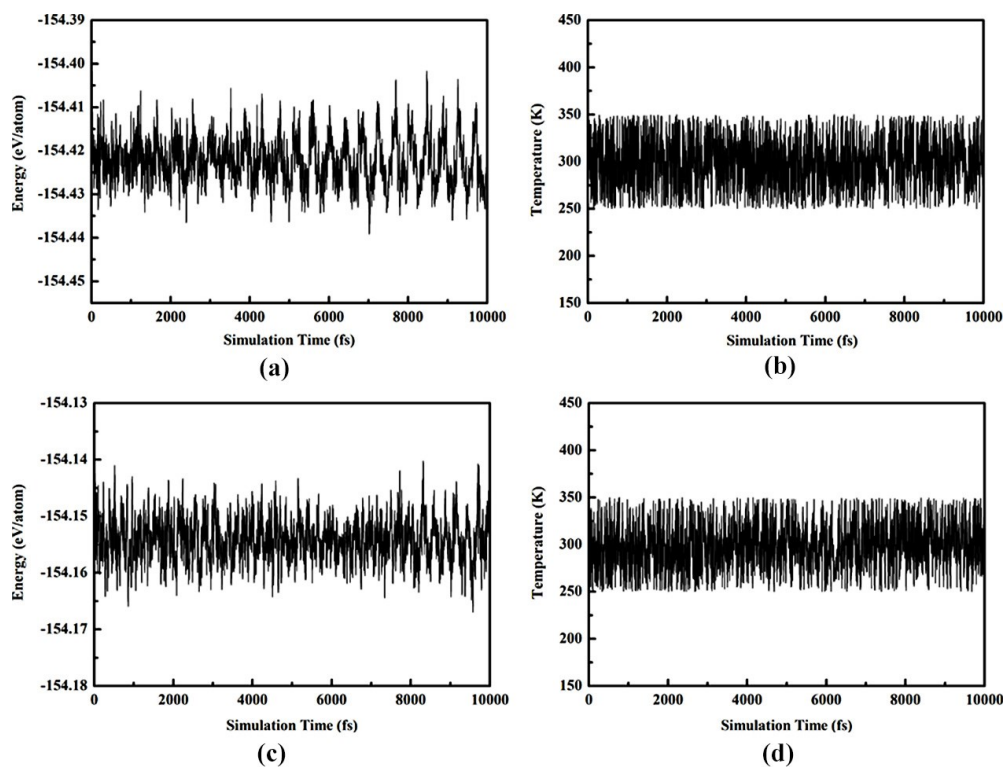 -154.39
-154.40
-154.41
-154.42
-154.43
-154.44
-154.45
Energy (eV/atom)
0 2000 4000 6000 8000 10000
Simulation Time (fs)
(a)
450
400
350
300
250
200
150
Temperature (K)
0 2000 4000 6000 8000 10000
Simulation Time (fs)
(b)
-154.13
-154.14
-154.15
-154.16
-154.17
-154.18
Energy (eV/atom)
0 2000 4000 6000 8000 10000
Simulation Time (fs)
(c)
450
400
350
300
250
200
150
Temperature (K)
0 2000 4000 6000 8000 10000
Simulation Time (fs)
(d)